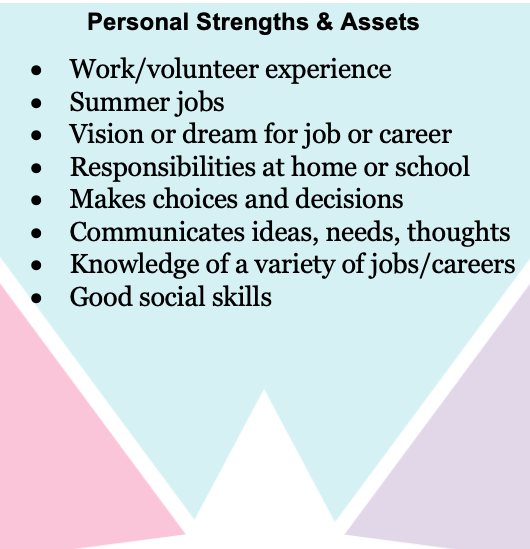 Personal Strengths & Assets
• Work/volunteer experience
• Summer jobs
• Vision or dream for job or career
• Responsibilities at home or school
• Makes choices and decisions
• Communicates ideas, needs, thoughts
• Knowledge of a variety of jobs/careers
• Good social skills